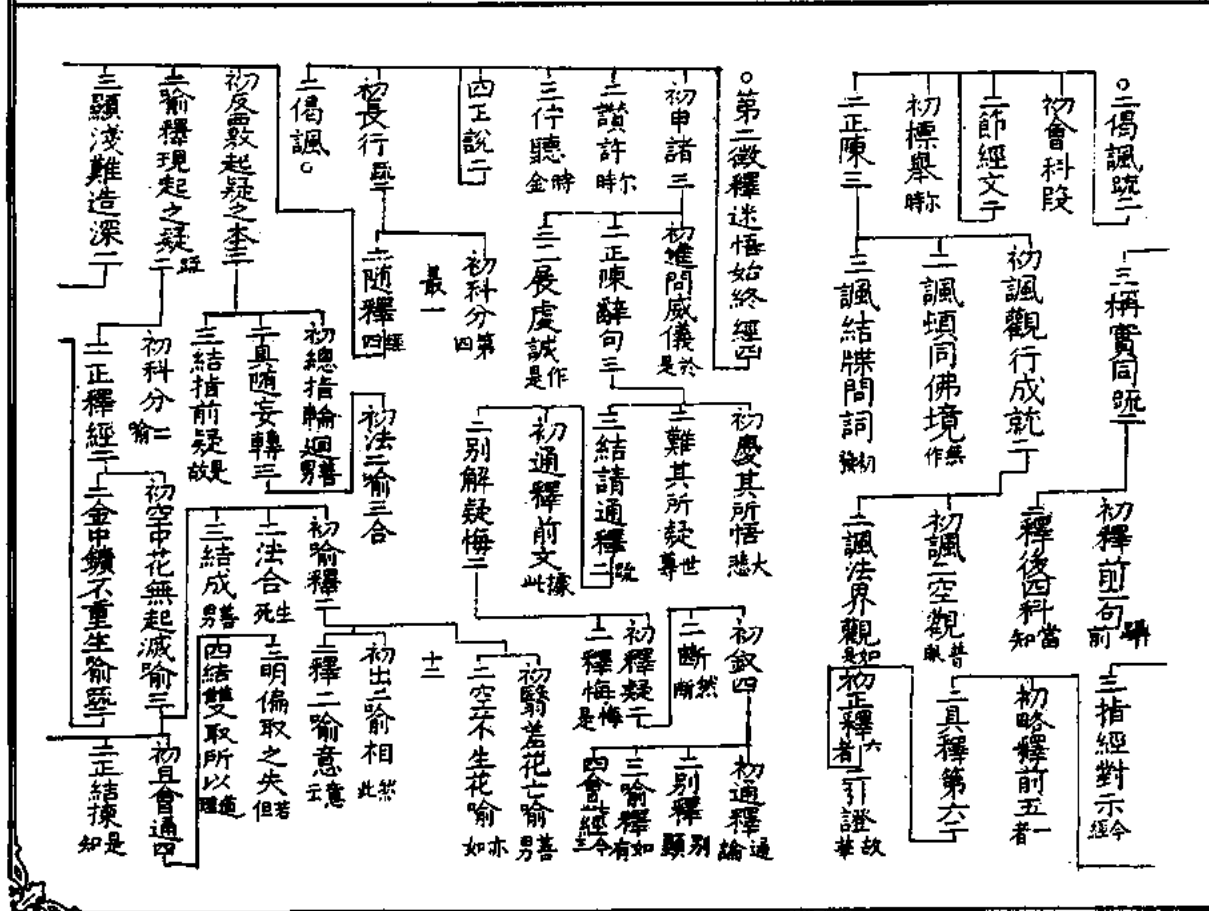 ○二偈諷疏二
初會科段
二節經文二
初標舉尔時
二正陳三
三稱實同疏二
初諷觀行成就二
二諷頓同佛境無作
三諷結牒問詞初發
初釋前二句
二釋後四科當知
初諷二空觀普眼
二諷法界觀如是
三指經對示今經
初略釋前五一者
二具釋第六二
初正釋六者
二引證故華
○第二徵釋迷悟始終經四
初申請三
二讚許尔時
三佇聽時金
四正說二
初長行
二偈諷○
初進問威儀於是
二正陳辭句三
三三展虔誠作是
初科分第四
最一
二隨釋經四
初慶其所悟大悲
二難其所疑世尊
三結請通釋疏二
初通釋前文據此
二別解疑悔二
初敘四
二斷然斷
初釋疑二
二釋悔悔是
初通釋通論
二別釋別顯
三喻釋如有
四會此經
初翳差花亡喻善男
二空不生花喻亦如
十二
初疊敘起疑之本三
二喻釋現起之疑疏二
三顯淺難造深二
初總指輪迴善男
二具隨妄轉三
三結指前疑是故
初法二喻三合
初科分二喻
二正釋經二
初喻釋二
二法合生死
三結成善男
初空中花無起滅喻三
二金中鑛不重生喻
初出二喻相然此
二釋二喻意意云
三明偏取之失若但
四結雙取所以
初且會通四
二正結揀是知